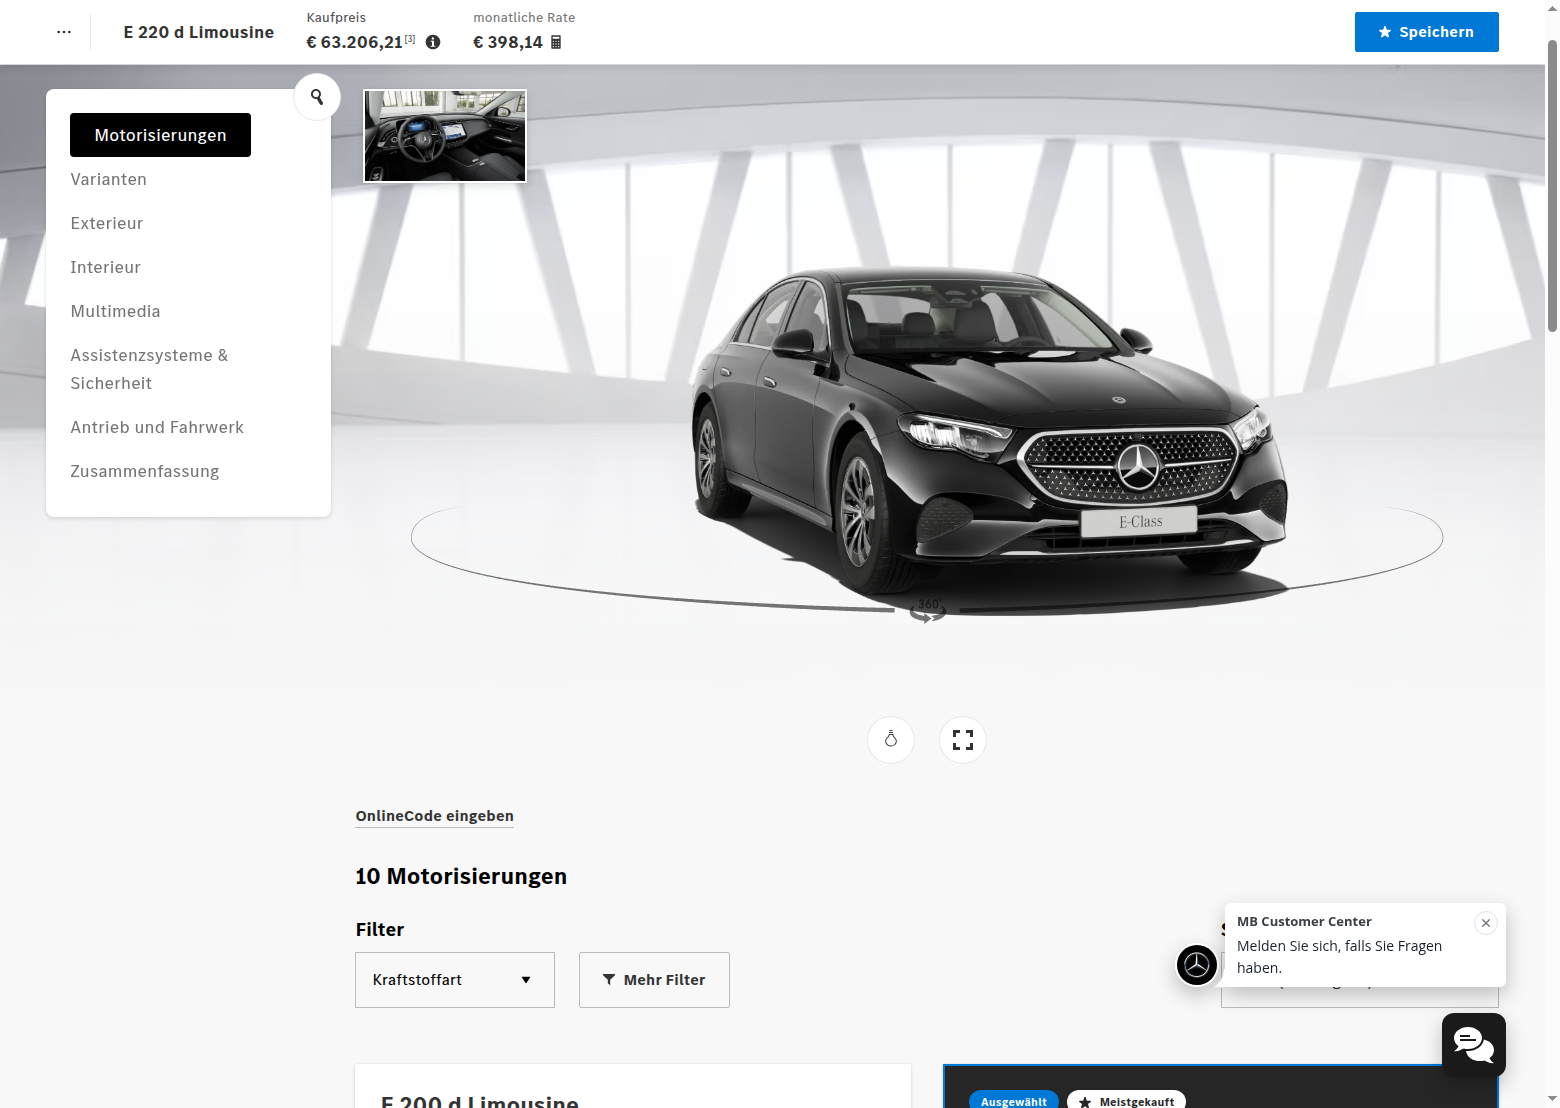 E 220 d Limousine
Kaufpreis
€ 63.206,21[3]
monatliche Rate
€ 398,14
Speichern
Motorisierungen
Varianten
Exterieur
Interieur
Multimedia
Assistenzsysteme &
Sicherheit
Antrieb und Fahrwerk
Zusammenfassung
E-Class
360°
OnlineCode eingeben
10 Motorisierungen
Filter
Kraftstoffart
Mehr Filter
MB Customer Center
Melden Sie sich, falls Sie Fragen
haben.
E 200 d Limousine
Ausgewählt
Meistgekauft